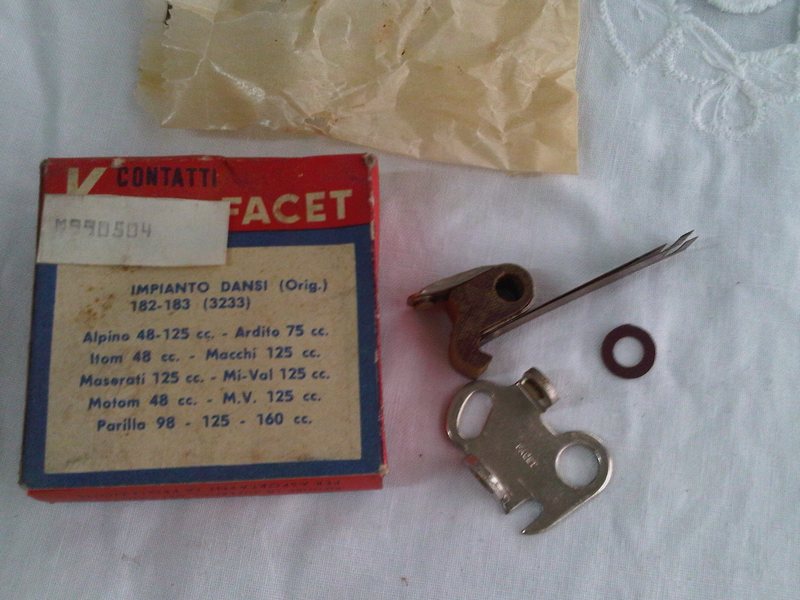 K CONTATTI
FACET
M990504
IMPIANTO DANSI (Orig.)
182-183 (3233)
Alpino 48-125 cc. - Ardito 75 cc.
Itom 48 cc. - Macchi 125 cc.
Maserati 125 cc. - Mi-Val 125 cc.
Motom 48 cc. - M.V. 125 cc.
Parilla 98 - 125 - 160 cc.
FACET